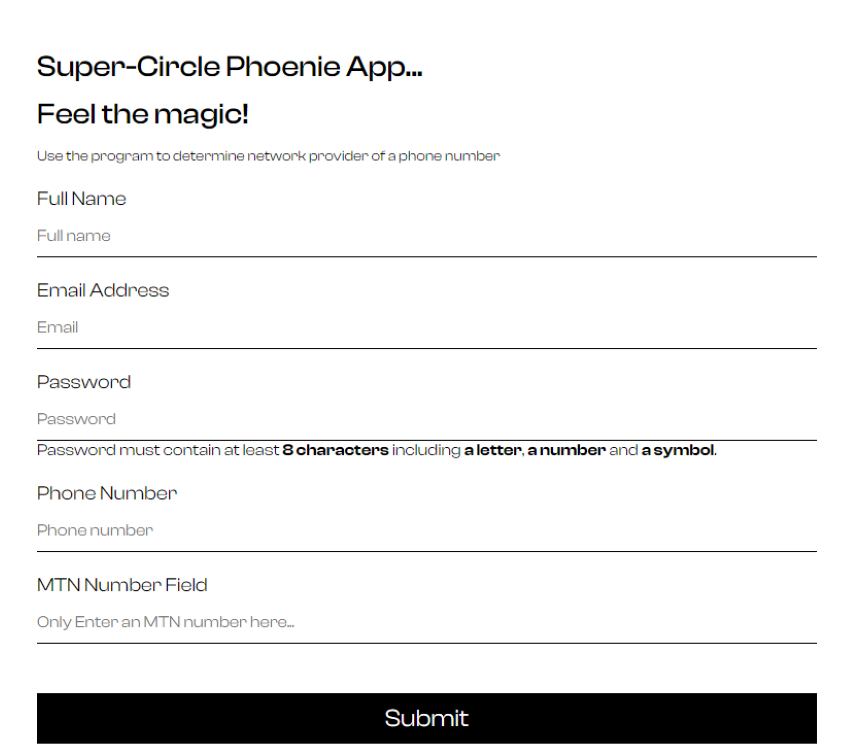 Super-Circle Phoenie App...
Feel the magic!
Use the program to determine network provider of a phone number
Full Name
Full name
Email Address
Email
Password
Password
Password must contain at least 8 characters including a letter, a number and a symbol.
Phone Number
Phone number
MTN Number Field
Only Enter an MTN number here...
Submit